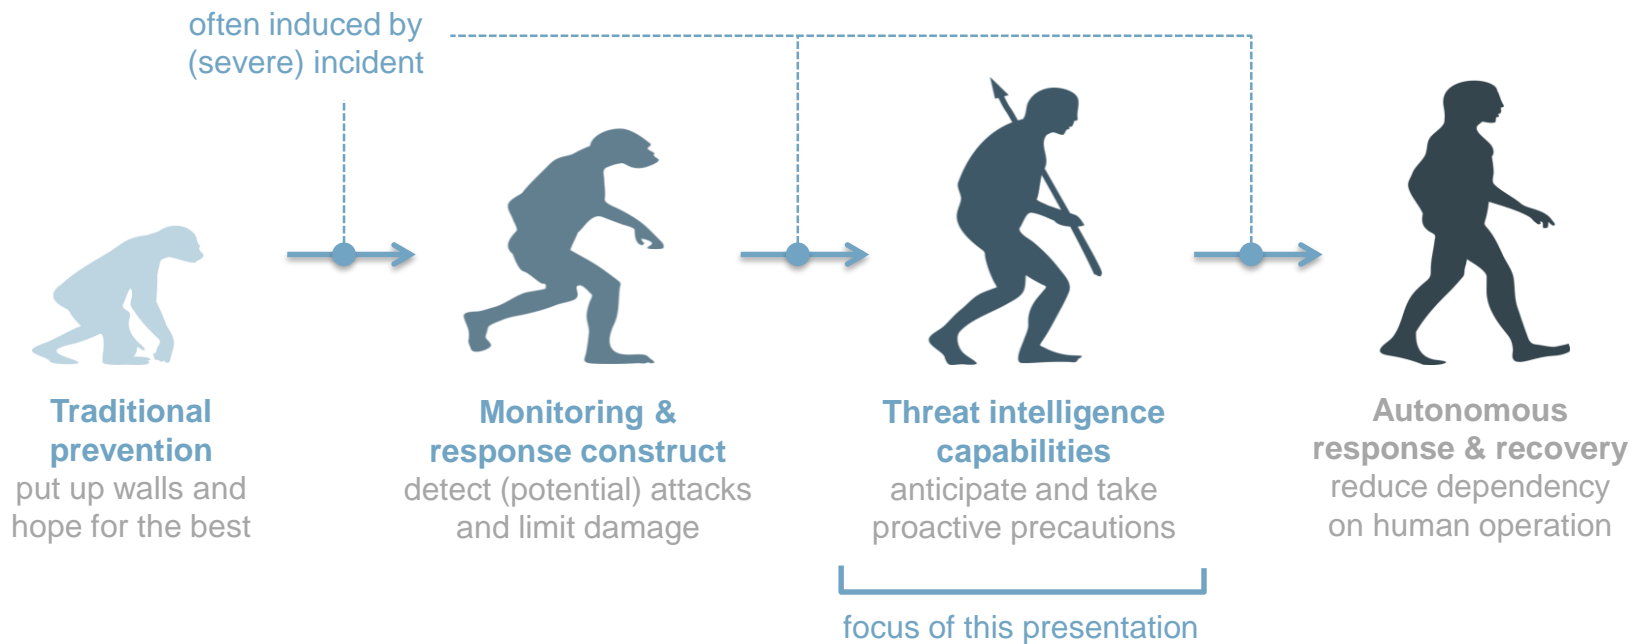 often induced by
(severe) incident
Traditional
prevention
put up walls and
hope for the best
Monitoring &
response construct
detect (potential) attacks
and limit damage
Threat intelligence
capabilities
anticipate and take
proactive precautions
Autonomous
response & recovery
reduce dependency
on human operation
focus of this presentation